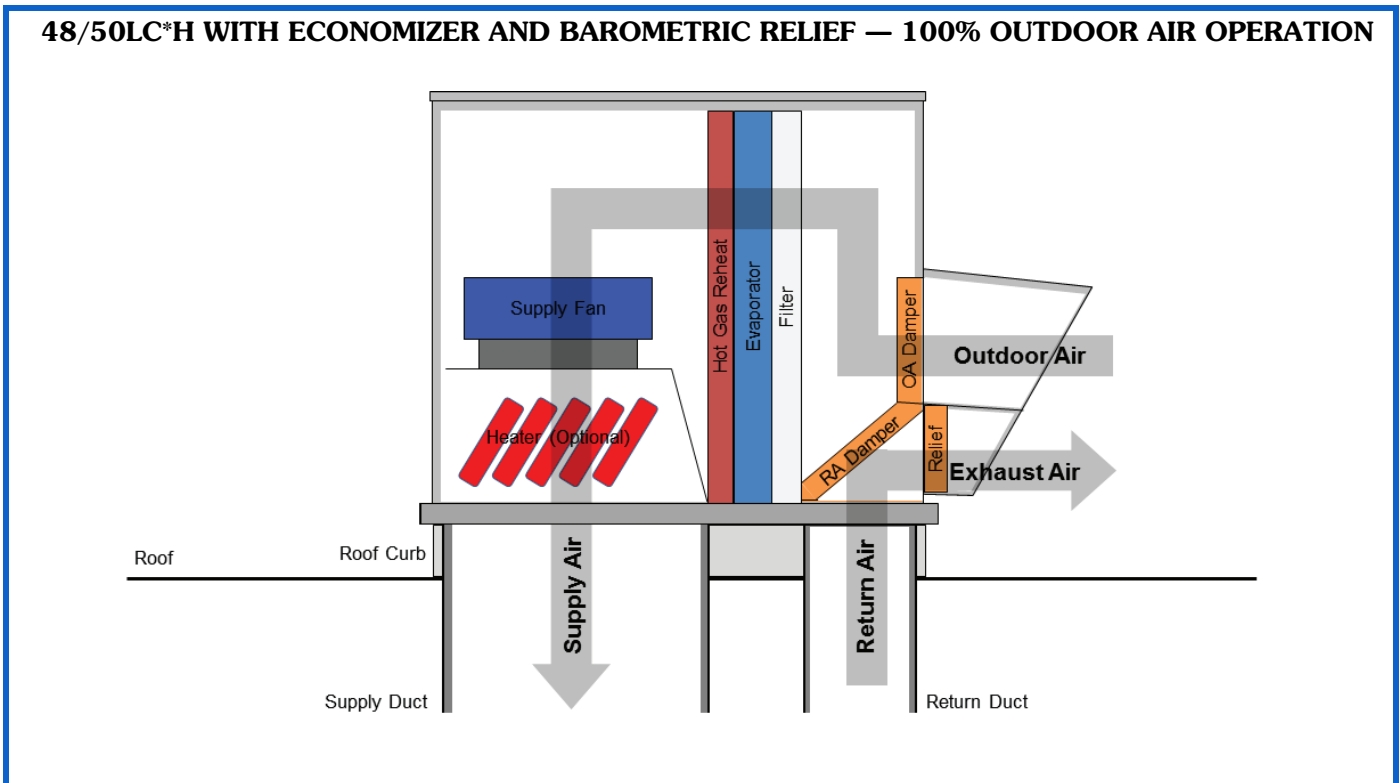 48/50LC*H WITH ECONOMIZER AND BAROMETRIC RELIEF — 100% OUTDOOR AIR OPERATION
Hot Gas Reheat
Evaporator
Filter
Supply Fan
OA Damper
Outdoor Air
Heater (Optional)
RA Damper
Relief
Exhaust Air
Roof
Roof Curb
Supply Air
Return Air
Supply Duct
Return Duct